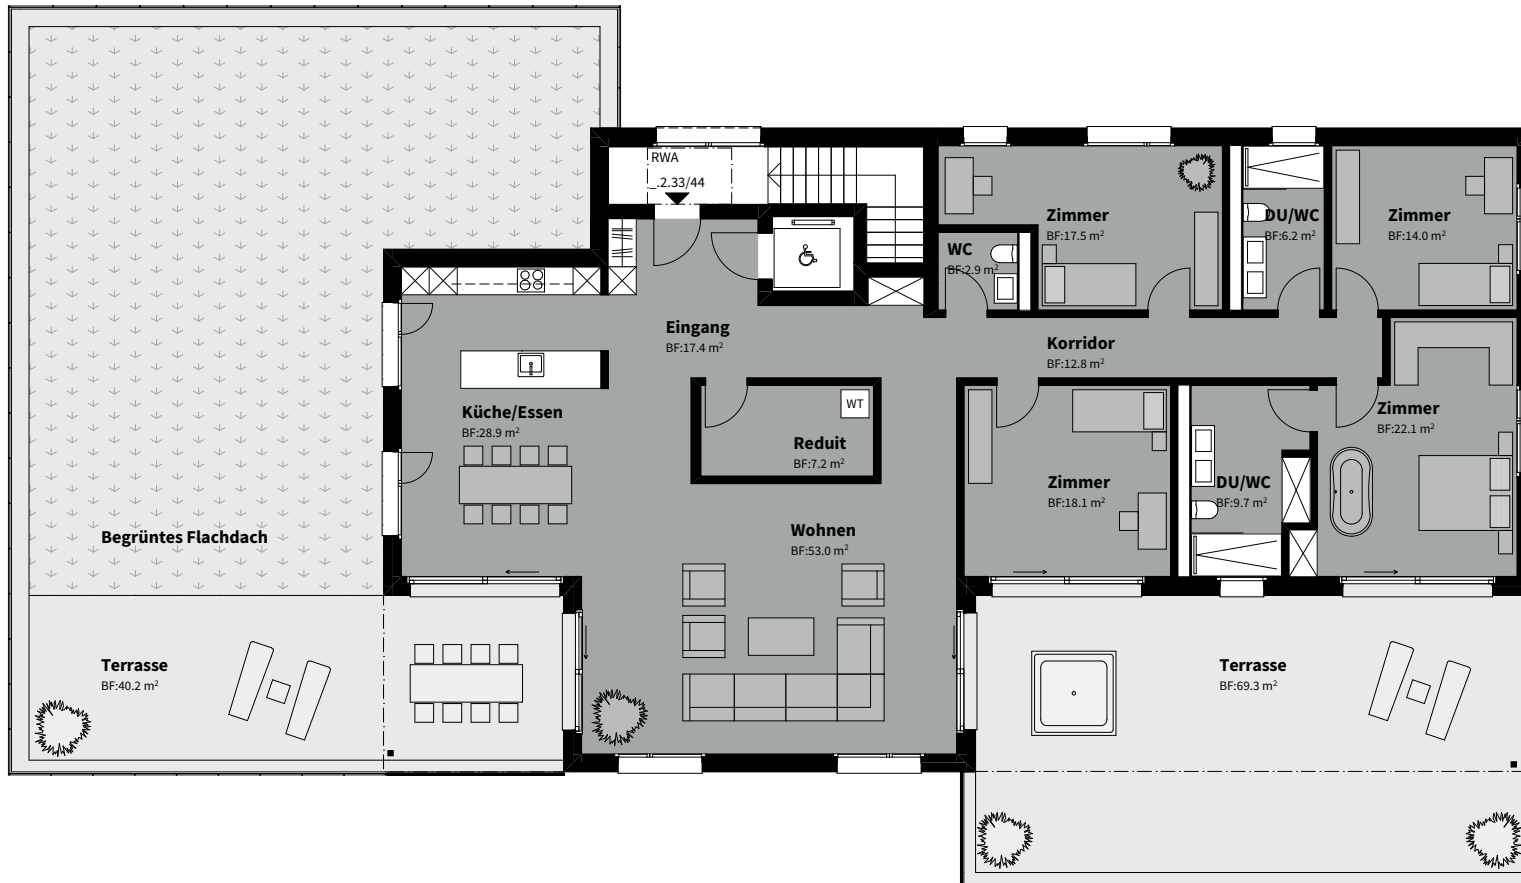 RWA
_.2.33/44
Zimmer
BF:17.5 m²
DU/WC
BF:6.2 m²
Zimmer
BF:14.0 m²
WC
BF:2.9 m²
Eingang
BF:17.4 m²
Korridor
BF:12.8 m²
Küche/Essen
BF:28.9 m²
WT
Reduit
BF:7.2 m²
Zimmer
BF:22.1 m²
Zimmer
BF:18.1 m²
DU/WC
BF:9.7 m²
Wohnen
BF:53.0 m²
Begrüntes Flachdach
Terrasse
BF:40.2 m²
Terrasse
BF:69.3 m²